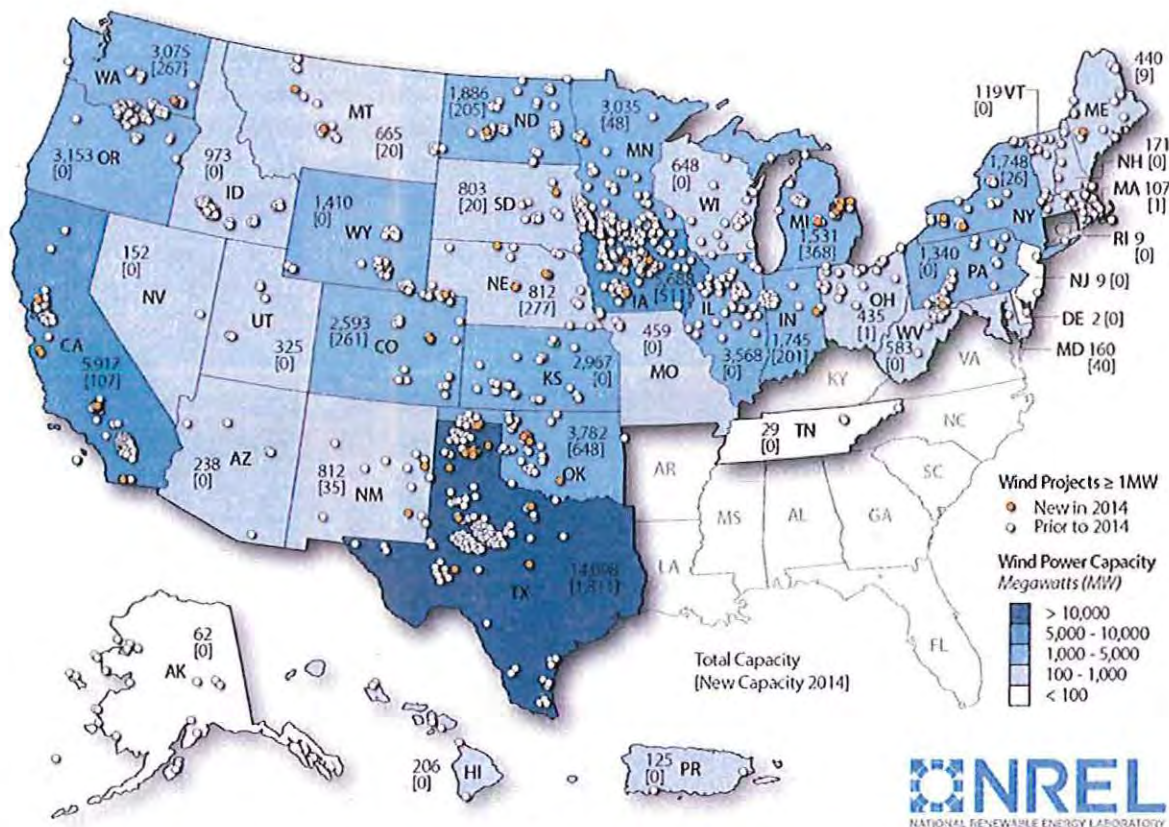 WA
3,075
[267]
3,153 OR
[0]
973
[0]
ID
MT
665
[20]
1,886
[205]
ND
3,035
[48]
MN
803
[20]
SD
648
[0]
WI
1,410
[0]
WY
152
[0]
NV
UT
325
[0]
2,593
[261]
CO
NE
812
[277]
IA
CA
5,917
[107]
238
[0]
AZ
812
[35]
NM
2,967
[0]
KS
459
[0]
MO
3,782
[648]
OK
TX
IL
3,568
[0]
IN
1,745
[201]
MI
1,531
[368]
OH
435
[1]
WV
583
[0]
1,340
[0]
PA
1,748
[26]
NY
119 VT
[0]
440
[9]
ME
171
NH [0]
MA 107
[1]
CT
RI 9
[0]
NJ 9 [0]
DE 2 [0]
MD 160
[40]
VA
KY
29
[0]
TN
NC
SC
AR
MS
AL
GA
LA
FL
62
[0]
AK
206
[0]
HI
125
[0]
PR
Total Capacity
[New Capacity 2014]
Wind Projects ≥ 1MW
New in 2014
Prior to 2014
Wind Power Capacity
Megawatts (MW)
> 10,000
5,000 - 10,000
1,000 - 5,000
100 - 1,000
< 100
NREL
NATIONAL RENEWABLE ENERGY LABORATORY